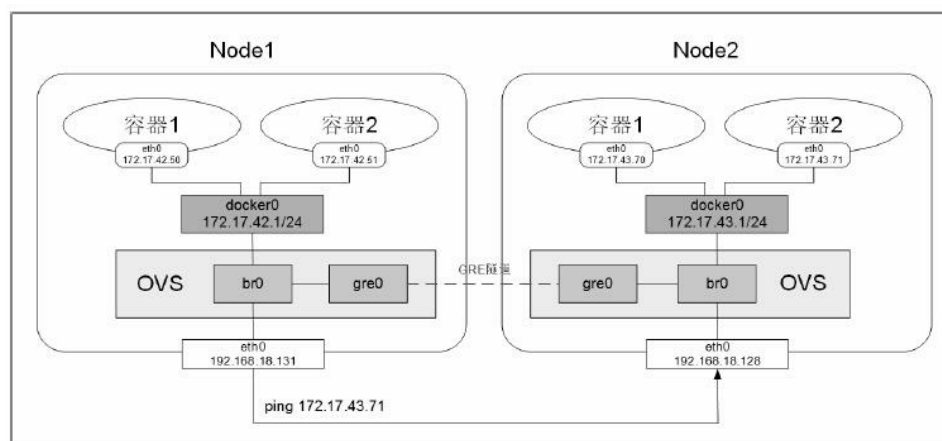 Node1
Node2
容器1
容器2
容器1
容器2
eth0
172.17.42.50
eth0
172.17.42.51
eth0
172.17.43.70
eth0
172.17.43.71
docker0
172.17.42.1/24
docker0
172.17.43.1/24
OVS
br0
gre0
GRE隧道
gre0
br0
OVS
eth0
192.168.18.131
eth0
192.168.18.128
ping 172.17.43.71